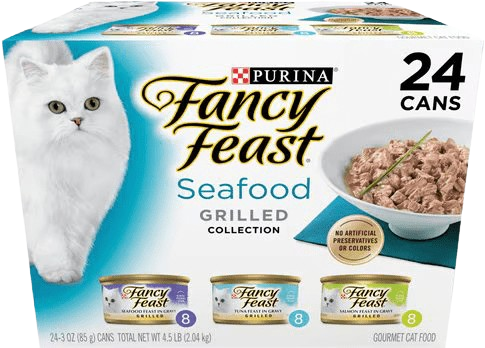 PURINA
Fancy
Feast®
Seafood
GRILLED
COLLECTION
24
CANS
NO ARTIFICIAL
PRESERVATIVES
OR COLORS
Fancy
Feast
SEAFOOD FEAST IN GRAVY
GRILLED
8
Fancy
Feast
TUNA FEAST IN GRAVY
GRILLED
8
Fancy
Feast
SALMON FEAST IN GRAVY
GRILLED
8
24-3 OZ (85 g) CANS TOTAL NET WT 4.5 LB (2.04 kg)
GOURMET CAT FOOD